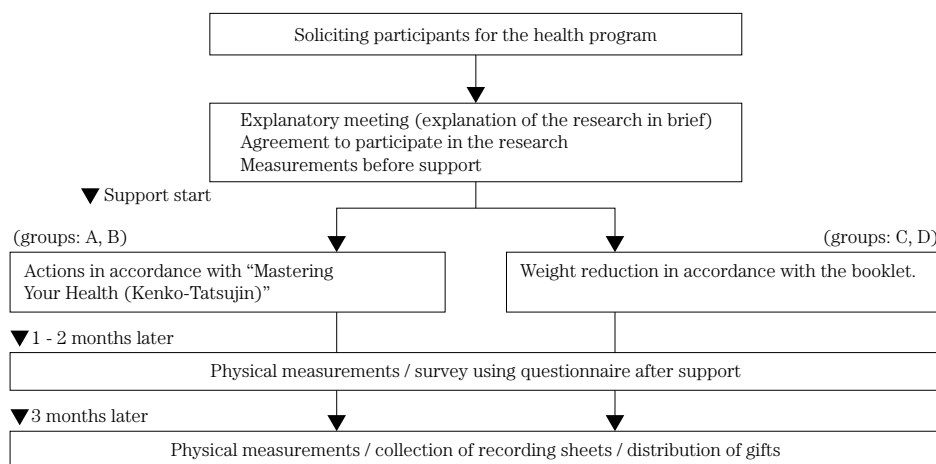 Soliciting participants for the health program
Explanatory meeting (explanation of the research in brief)
Agreement to participate in the research
Measurements before support
▼ Support start
(groups: A, B)
(groups: C, D)
Actions in accordance with “Mastering
Your Health (Kenko-Tatsujin)”
Weight reduction in accordance with the booklet.
▼1 - 2 months later
Physical measurements / survey using questionnaire after support
▼3 months later
Physical measurements / collection of recording sheets / distribution of gifts